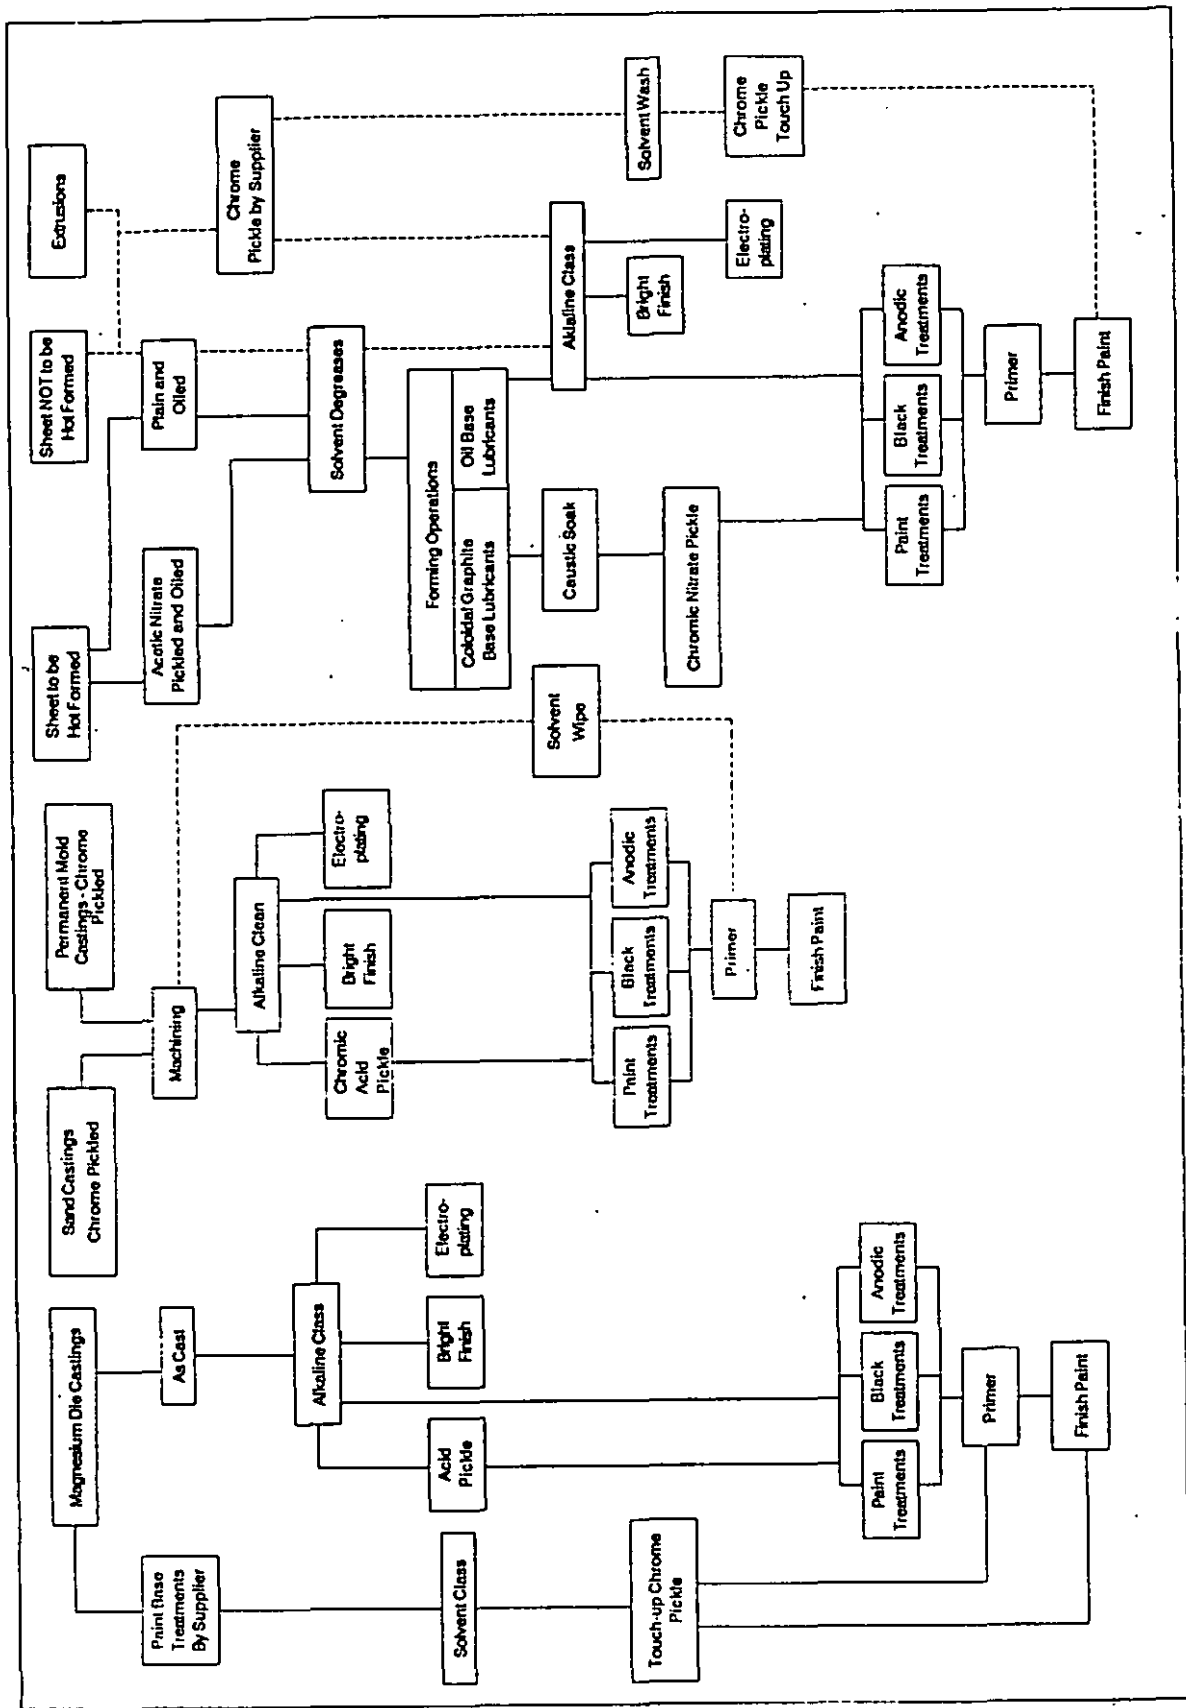 Magnesium Die Castings
Paint Base
Treatments
By Supplier
As Cast
Solvent Class
Alkaline Class
Acid
Pickle
Bright
Finish
Electro-
plating
Touch-up Chrome
Pickle
Paint
Treatments
Black
Treatments
Anodic
Treatments
Primer
Finish Paint
Sand Castings
Chrome Pickled
Permanent Mold
Castings - Chrome
Pickled
Machining
Alkaline Clean
Chromic
Acid
Pickle
Bright
Finish
Electro-
plating
Solvent
Wipe
Paint
Treatments
Black
Treatments
Anodic
Treatments
Primer
Finish Paint
Sheet to be
Hot Formed
Sheet NOT to be
Hot Formed
Extrusions
Acetic Nitrate
Pickled and Oiled
Plain and
Oiled
Chrome
Pickle by Supplier
Solvent Degreases
Forming Operations
Coloidal Graphite
Base Lubricants
Oil Base
Lubricants
Caustic Soak
Aklaline Class
Bright
Finish
Electro-
plating
Solvent Wash
Chrome
Pickle
Touch Up
Chromic Nitrate Pickle
Paint
Treatments
Black
Treatments
Anodic
Treatments
Primer
Finish Paint